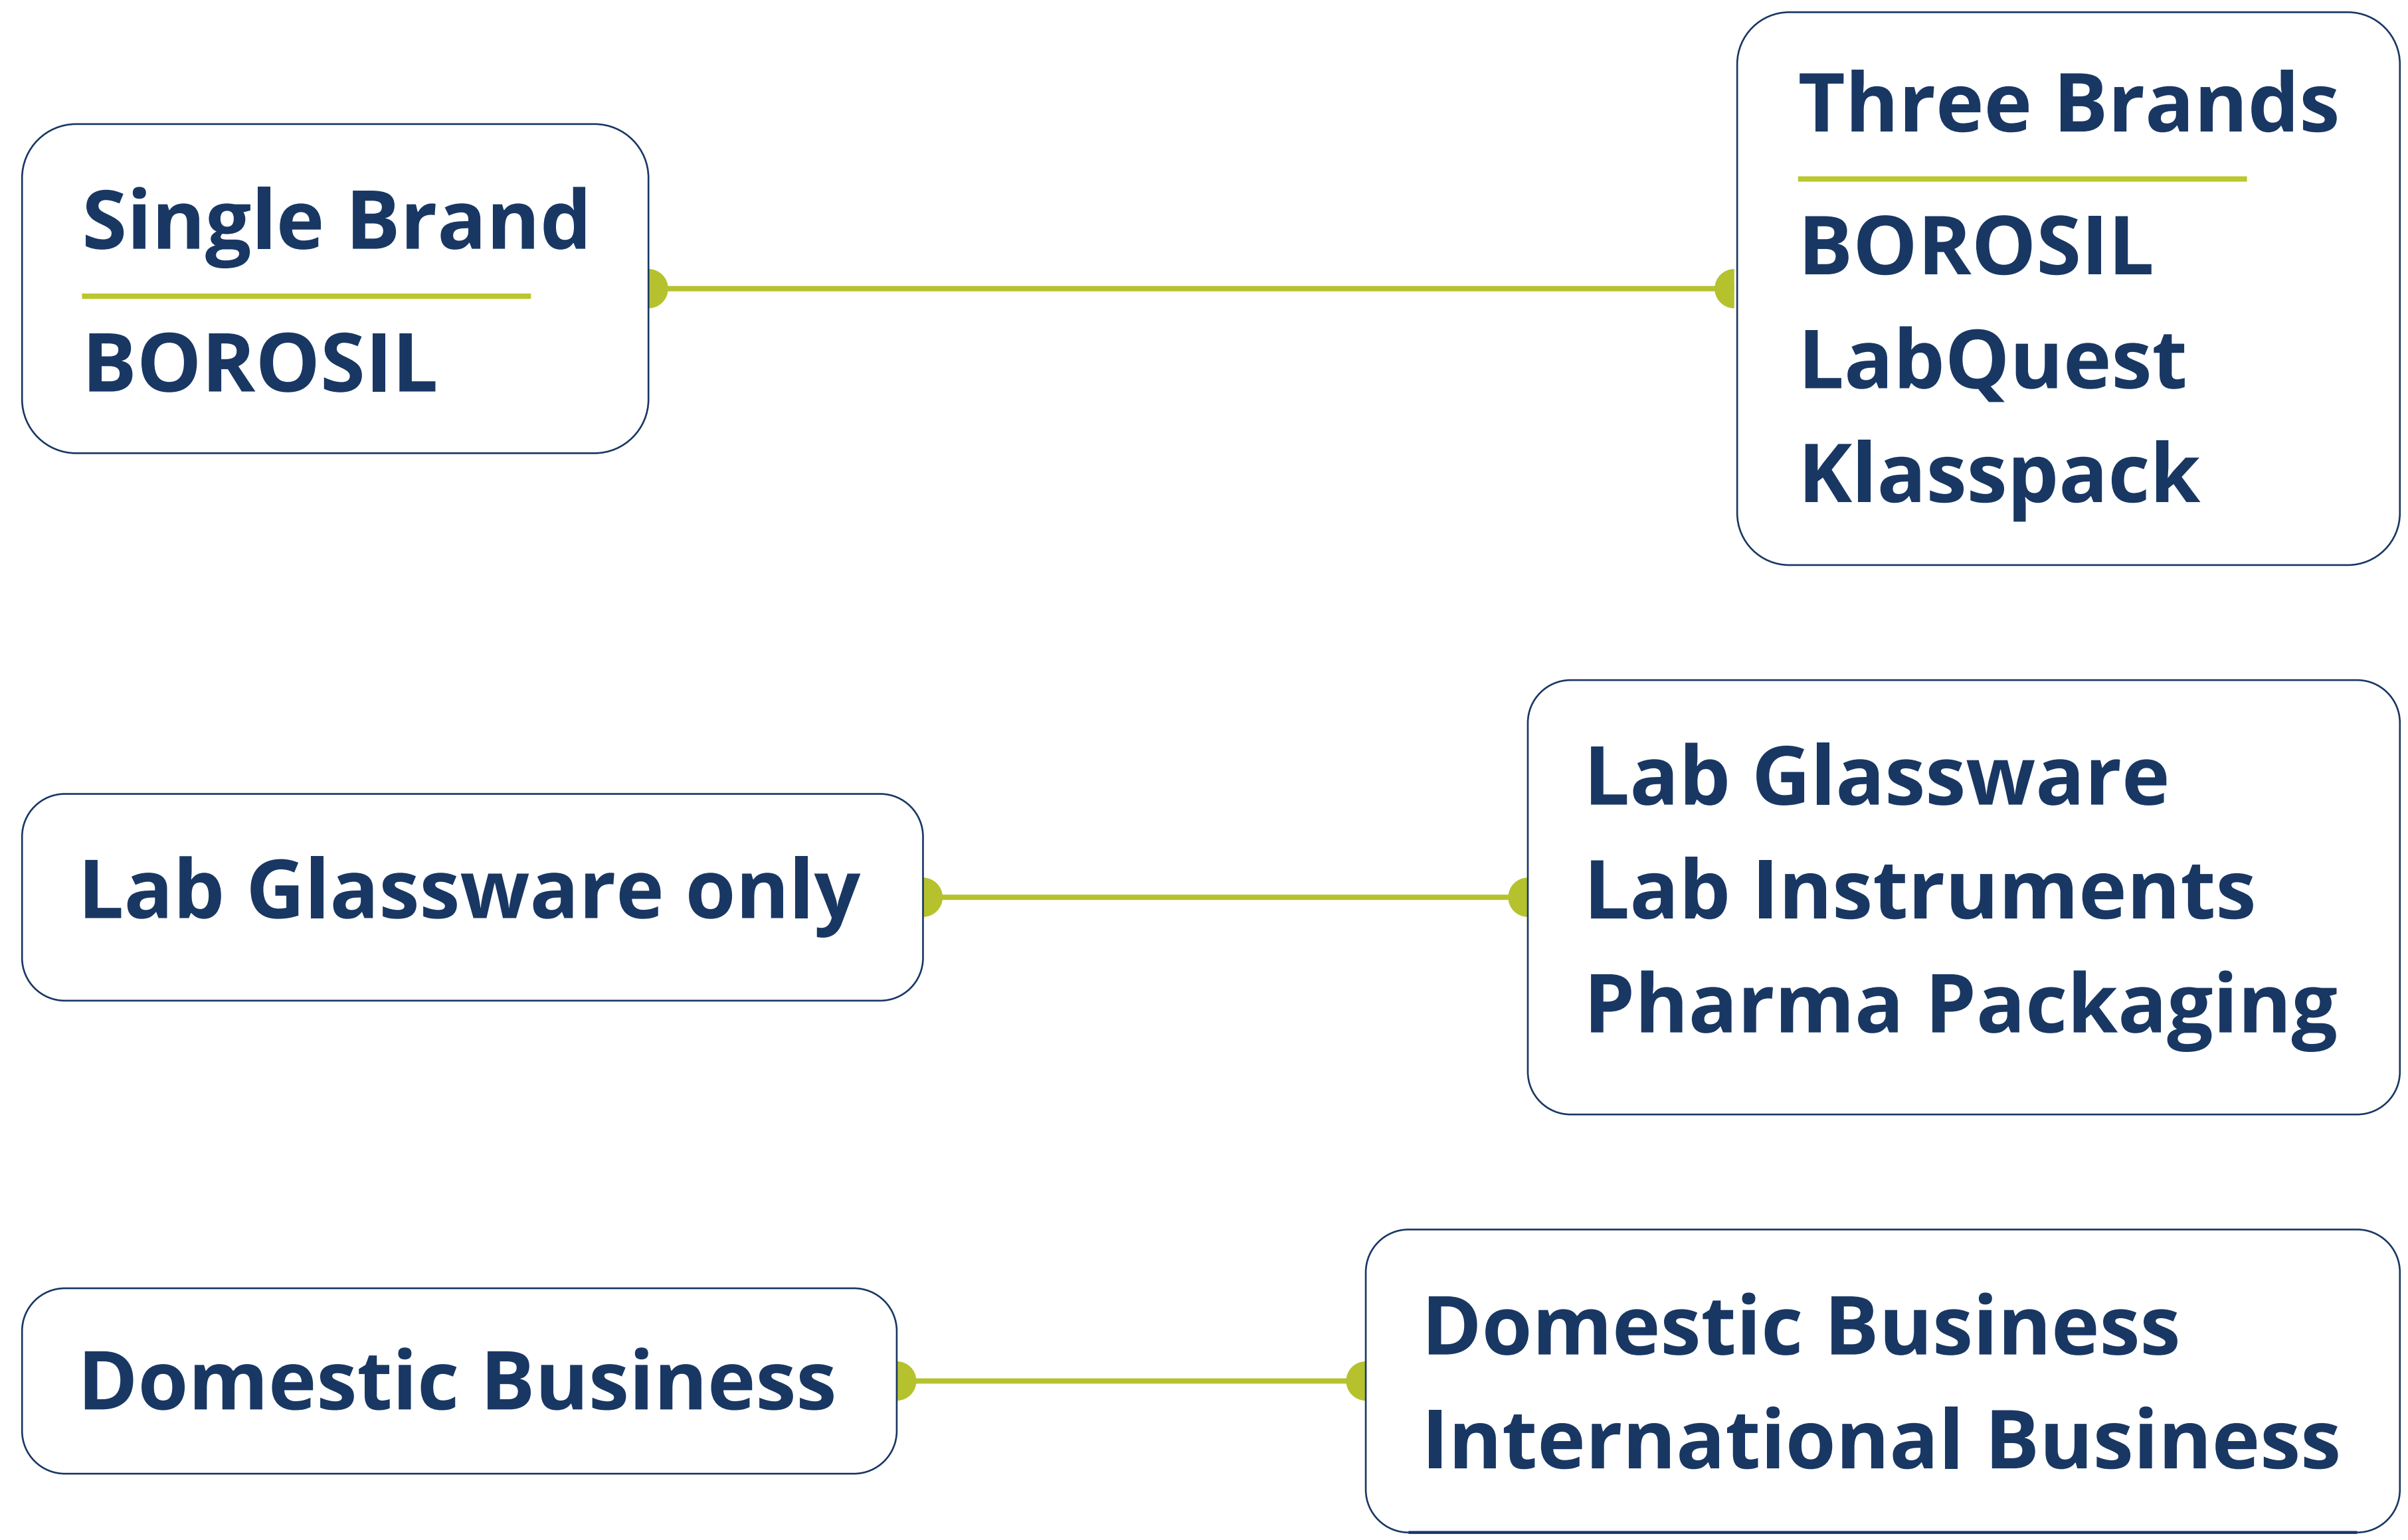 Single Brand
BOROSIL
Three Brands
BOROSIL
LabQuest
Klasspack
Lab Glassware only
Lab Glassware
Lab Instruments
Pharma Packaging
Domestic Business
Domestic Business
International Business